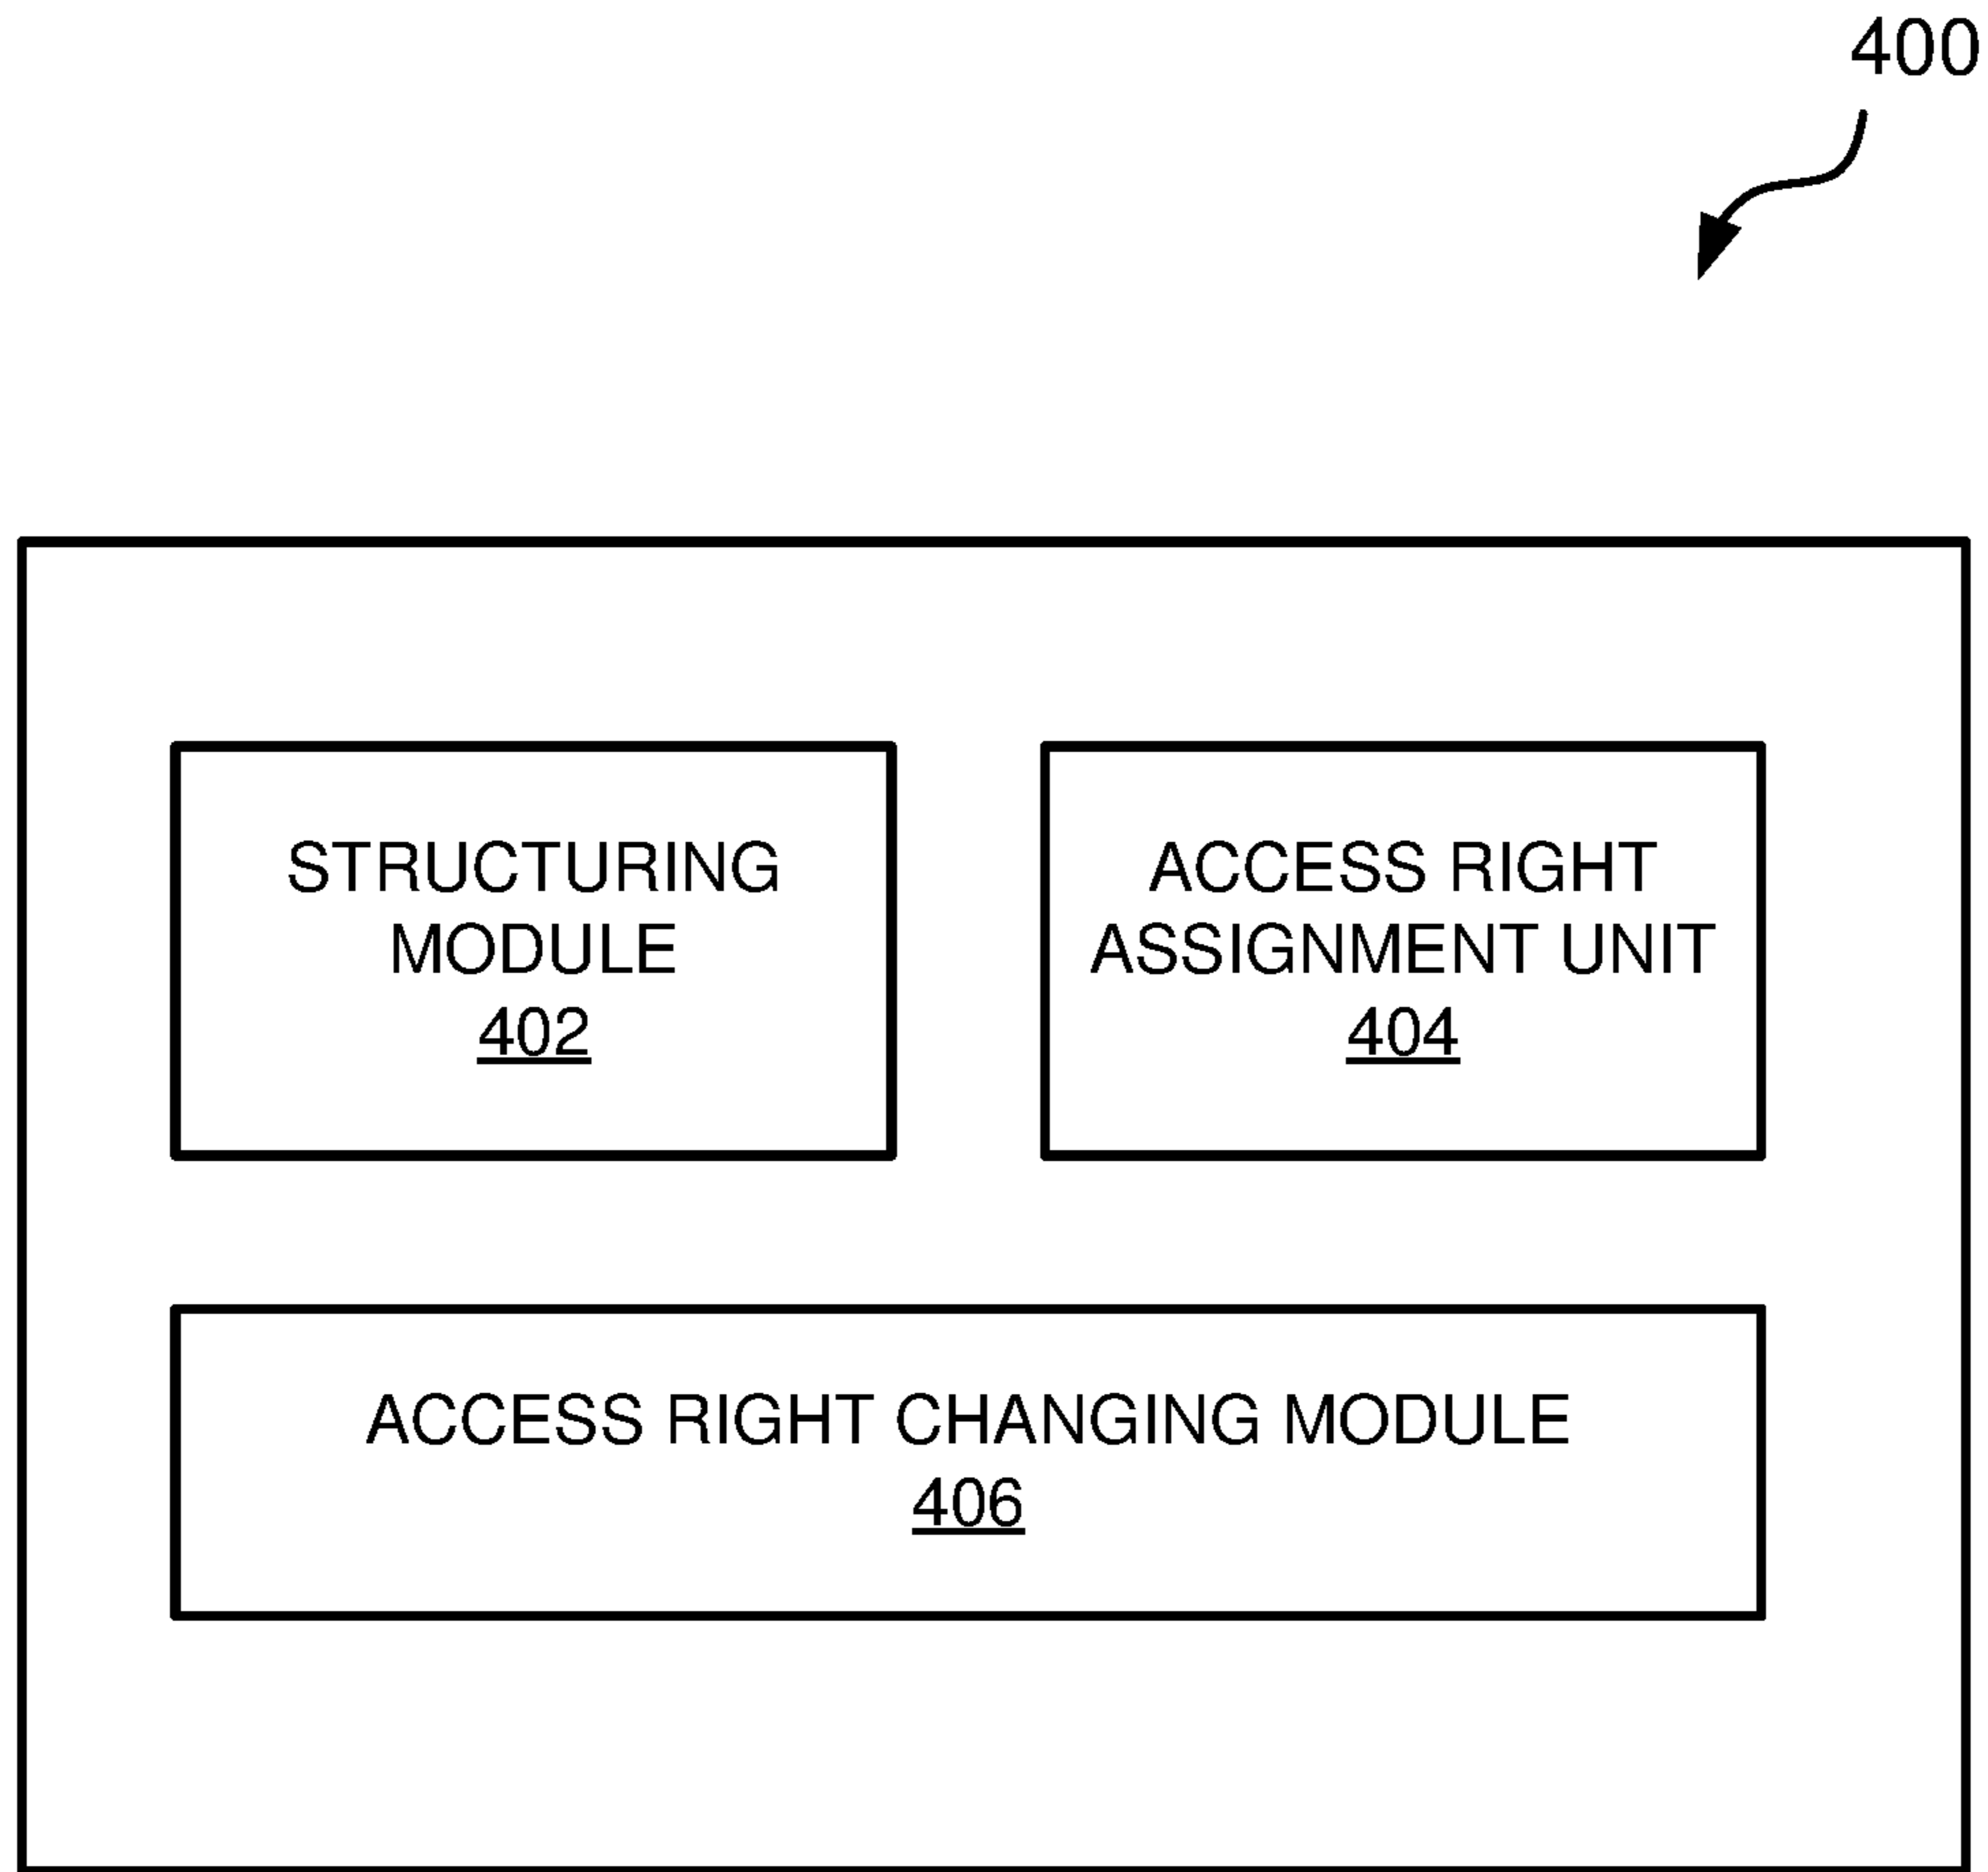 400
STRUCTURING
MODULE
402
ACCESS RIGHT
ASSIGNMENT UNIT
404
ACCESS RIGHT CHANGING MODULE
406